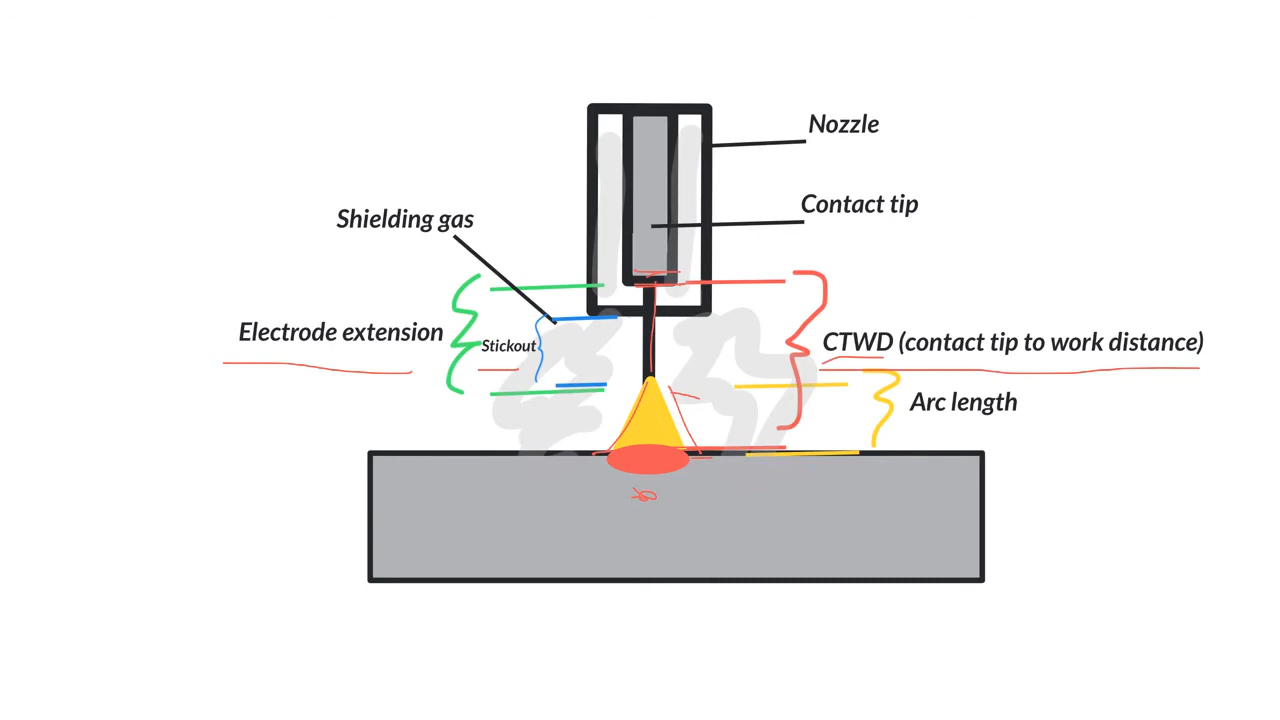 Nozzle
Contact tip
Shielding gas
Electrode extension
Stickout
CTWD (contact tip to work distance)
Arc length